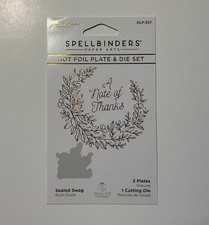 GLP-337
SPELLBINDERS
PAPER ARTS
HOT FOIL PLATE & DIE SET
A
Note of
Thanks
Sealed Swag
2 Plates
1 Cutting Die